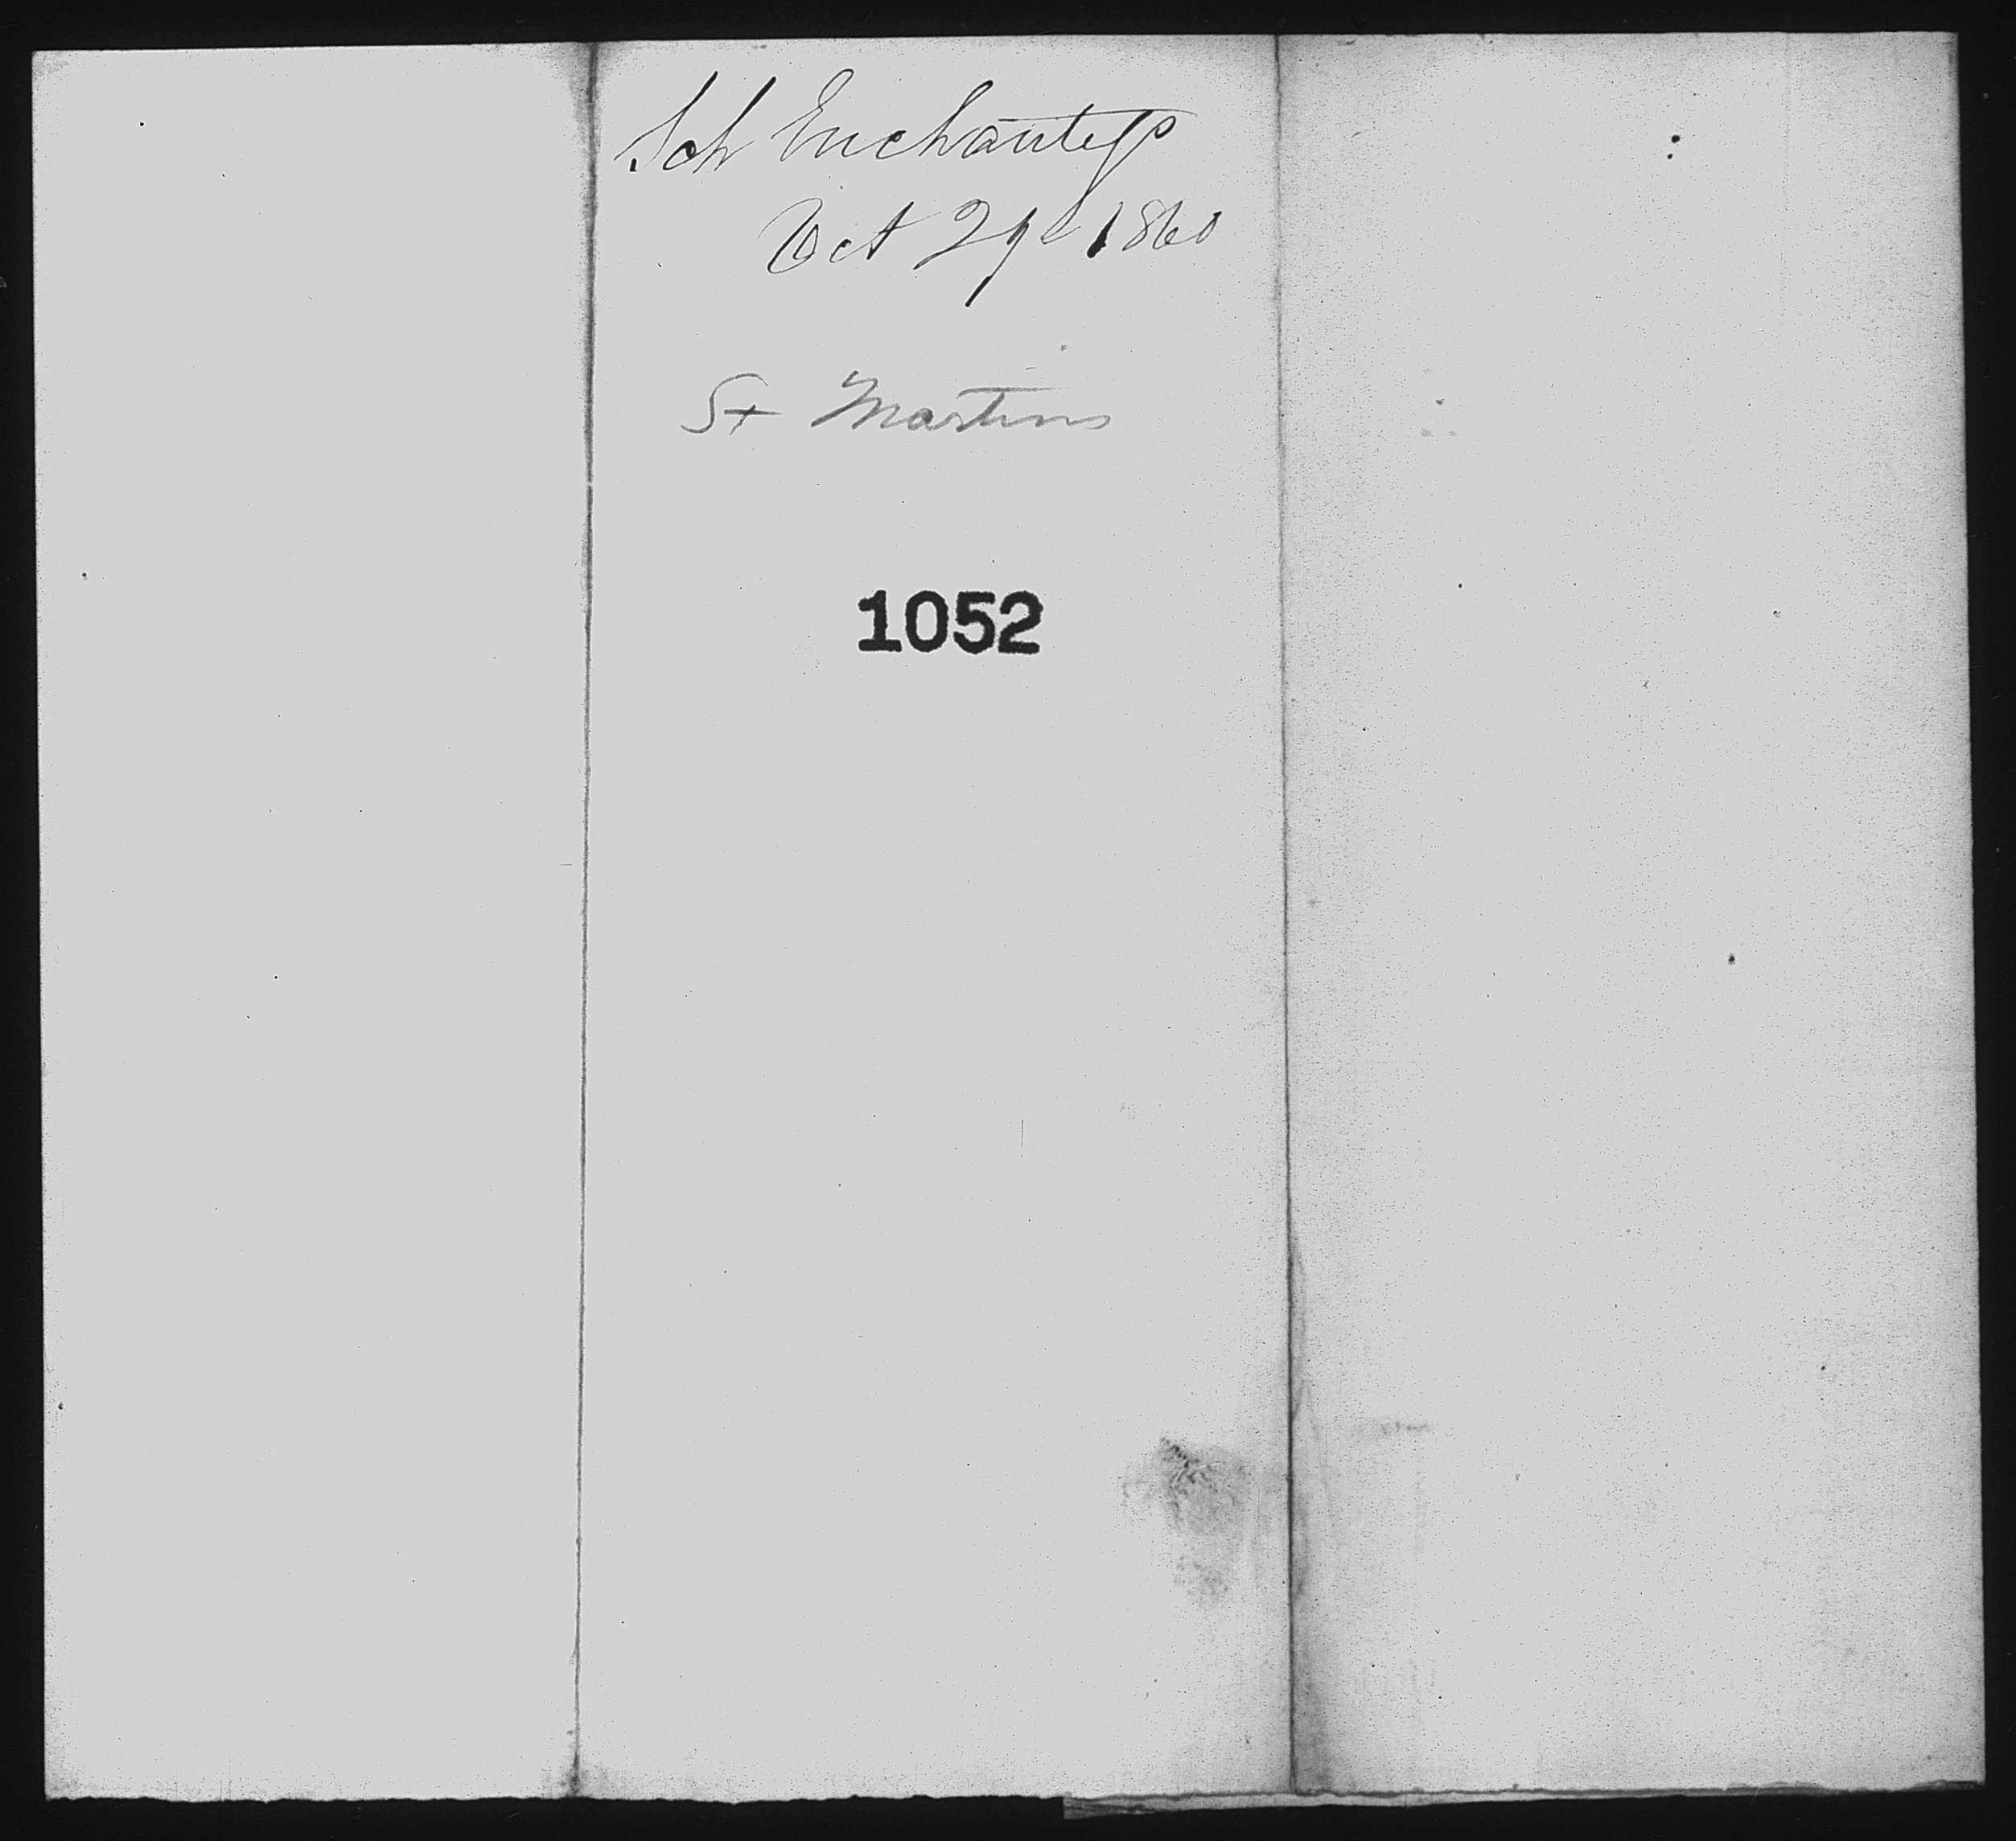 Sch Enchantess
Oct 29th 1860
St Martins
1052